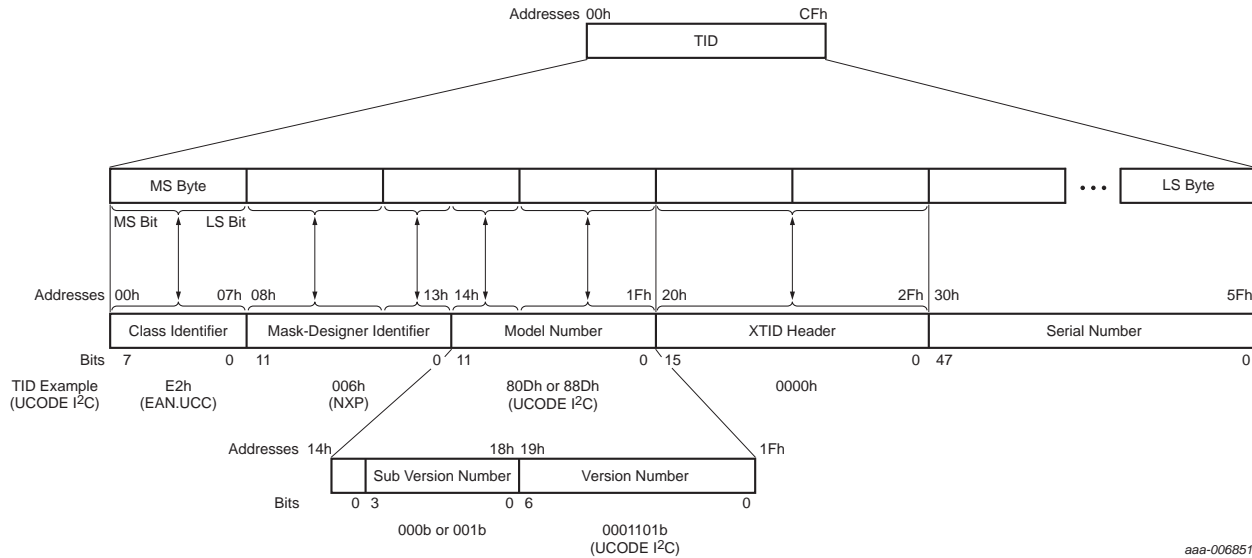 Addresses 00h CFh
TID
MS Byte LS Byte
MS Bit LS Bit
Addresses 00h 07h 08h 13h 14h 1Fh 20h 2Fh 30h 5Fh
Class Identifier Mask-Designer Identifier Model Number XTID Header Serial Number
Bits 7 0 11 0 11 0 15 0 47 0
TID Example E2h 006h 80Dh or 88Dh 0000h
(UCODE I²C) (EAN.UCC) (NXP) (UCODE I²C)
Addresses 14h 18h 19h 1Fh
Sub Version Number Version Number
Bits 0 3 0 6 0
000b or 001b 0001101b
(UCODE I²C)
aaa-006851